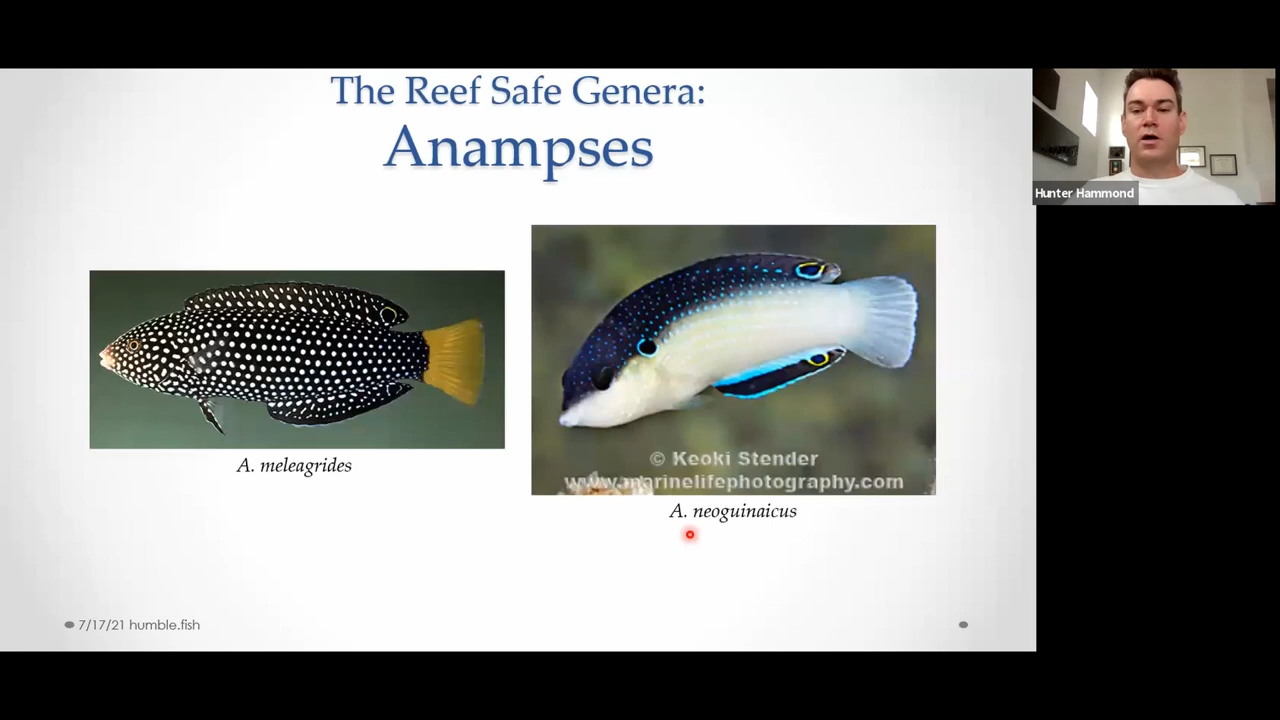 The Reef Safe Genera:
Anampses
Hunter Hammond
© Keoki Stender
www.marinelifephotography.com
A. meleagrides
A. neoguinaicus
7/17/21 humble.fish